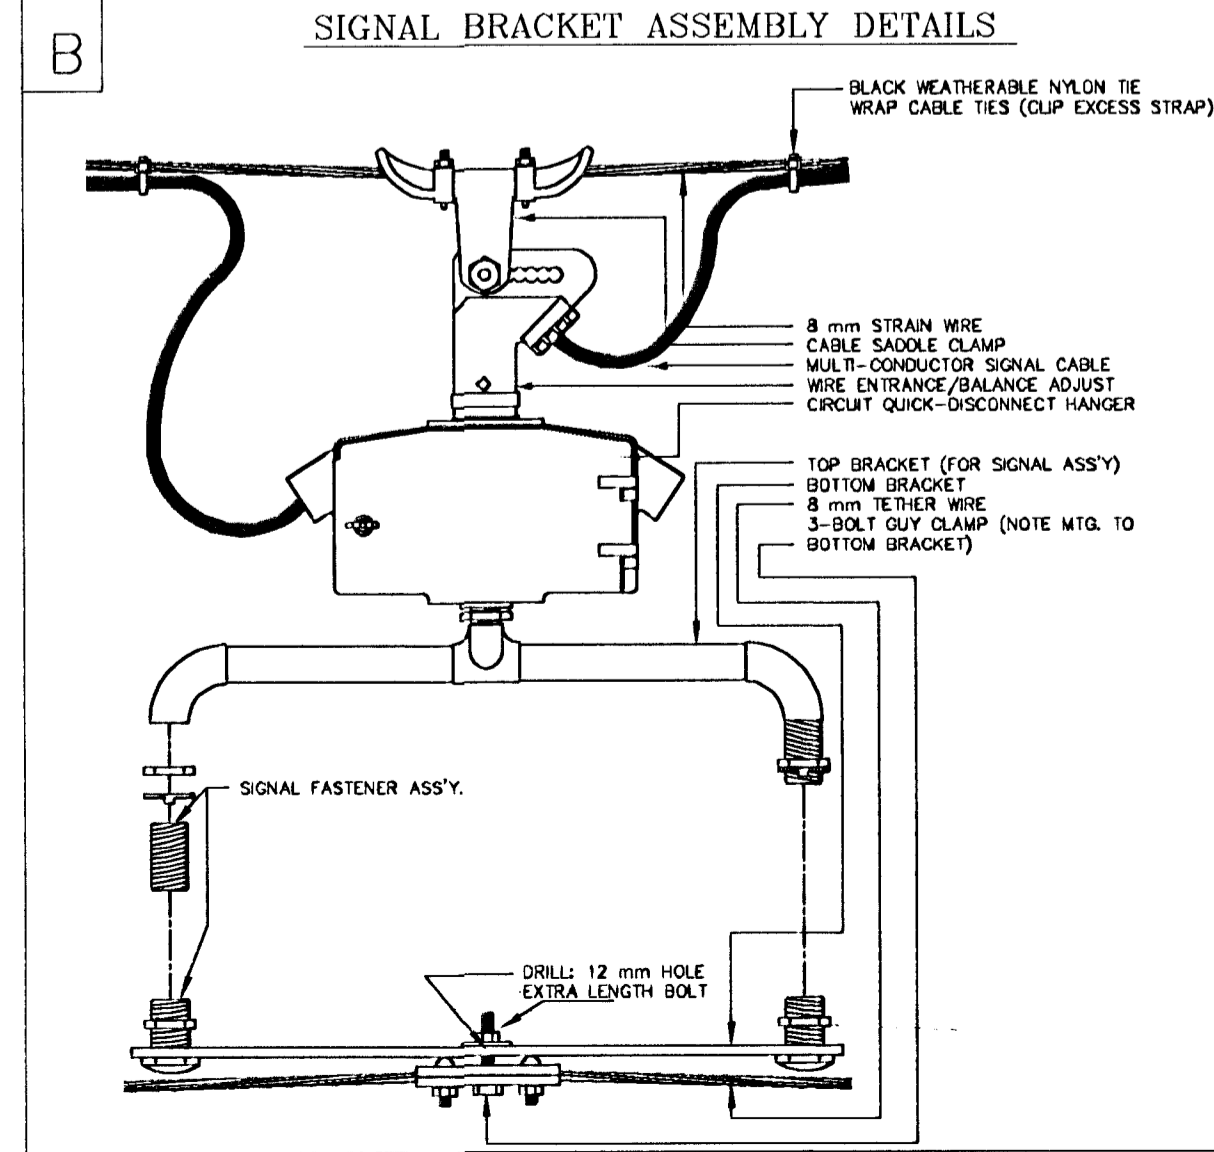 B
SIGNAL BRACKET ASSEMBLY DETAILS
BLACK WEATHERABLE NYLON TIE
WRAP CABLE TIES (CLIP EXCESS STRAP)
8 mm STRAIN WIRE
CABLE SADDLE CLAMP
MULTI-CONDUCTOR SIGNAL CABLE
WIRE ENTRANCE/BALANCE ADJUST
CIRCUIT QUICK-DISCONNECT HANGER
TOP BRACKET (FOR SIGNAL ASS'Y)
BOTTOM BRACKET
8 mm TETHER WIRE
3-BOLT GUY CLAMP (NOTE MTG. TO
BOTTOM BRACKET)
SIGNAL FASTENER ASS'Y.
DRILL: 12 mm HOLE
EXTRA LENGTH BOLT